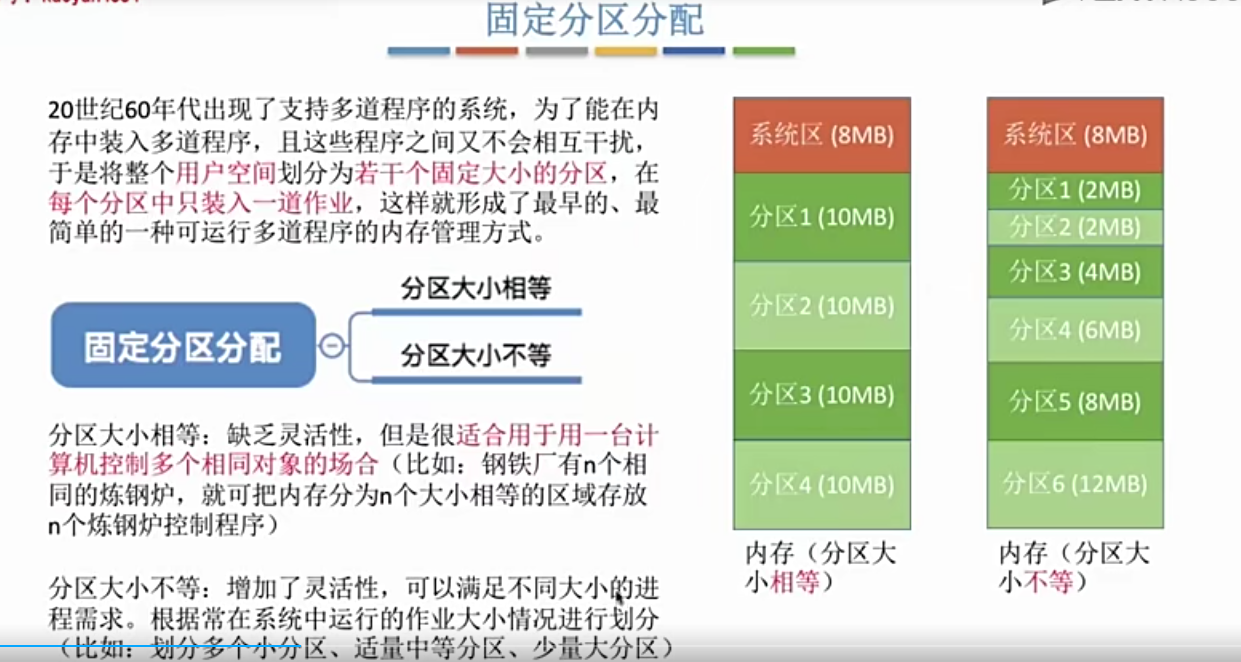 固定分区分配
20世纪60年代出现了支持多道程序的系统，为了能在内
存中装入多道程序，且这些程序之间又不会相互干扰，
于是将整个用户空间划分为若干个固定大小的分区，在
每个分区中只装入一道作业，这样就形成了最早的、最
简单的一种可运行多道程序的内存管理方式。
固定分区分配
分区大小相等
分区大小不等
分区大小相等：缺乏灵活性，但是很适合用于用一台计
算机控制多个相同对象的场合（比如：钢铁厂有n个相
同的炼钢炉，就可把内存分为n个大小相等的区域存放
n个炼钢炉控制程序）
分区大小不等：增加了灵活性，可以满足不同大小的进
程需求。根据常在系统中运行的作业大小情况进行划分
（比如：划分多个小分区、适量中等分区、少量大分区）
系统区 (8MB)
分区1 (10MB)
分区2 (10MB)
分区3 (10MB)
分区4 (10MB)
内存（分区大
小相等）
系统区 (8MB)
分区1 (2MB)
分区2 (2MB)
分区3 (4MB)
分区4 (6MB)
分区5 (8MB)
分区6 (12MB)
内存（分区大
小不等）